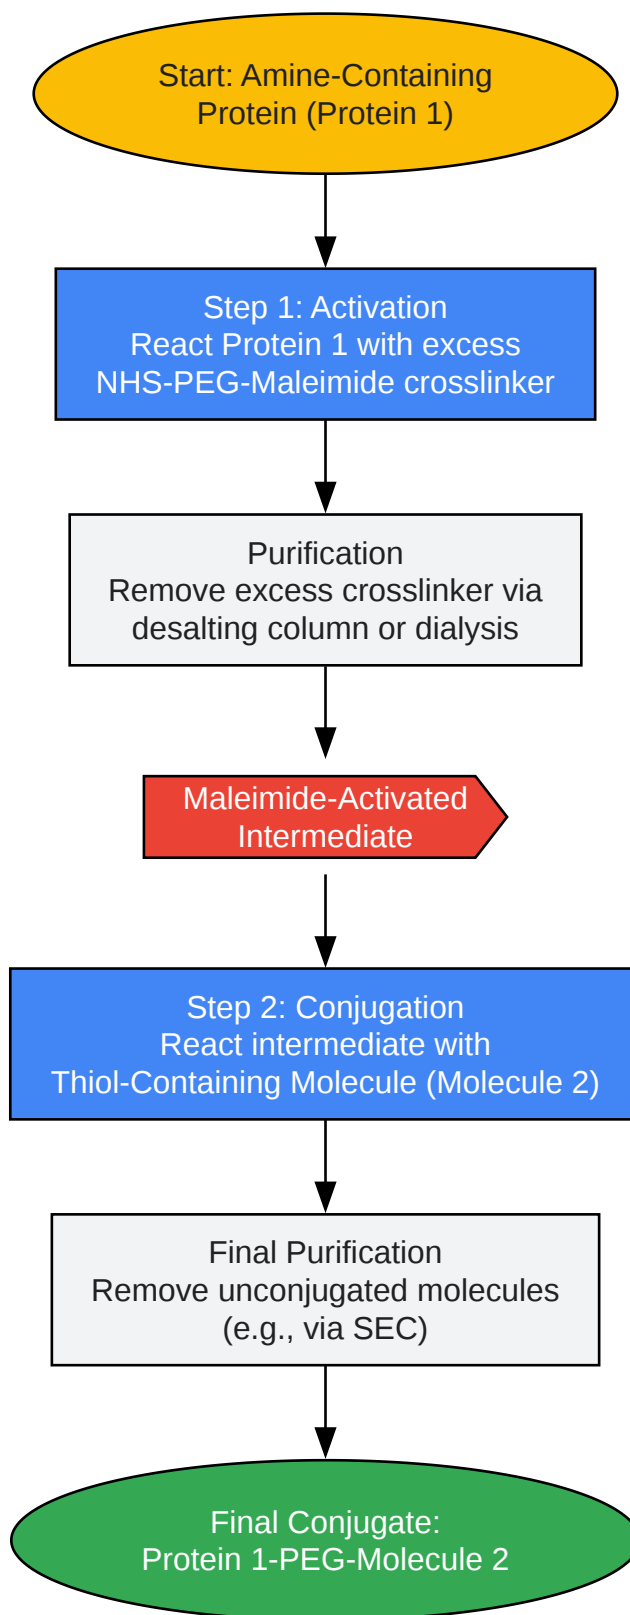 Start: Amine-Containing
Protein (Protein 1)
Step 1: Activation
React Protein 1 with excess
NHS-PEG-Maleimide crosslinker
Purification
Remove excess crosslinker via
desalting column or dialysis
Maleimide-Activated
Intermediate
Step 2: Conjugation
React intermediate with
Thiol-Containing Molecule (Molecule 2)
Final Purification
Remove unconjugated molecules
(e.g., via SEC)
Final Conjugate:
Protein 1-PEG-Molecule 2